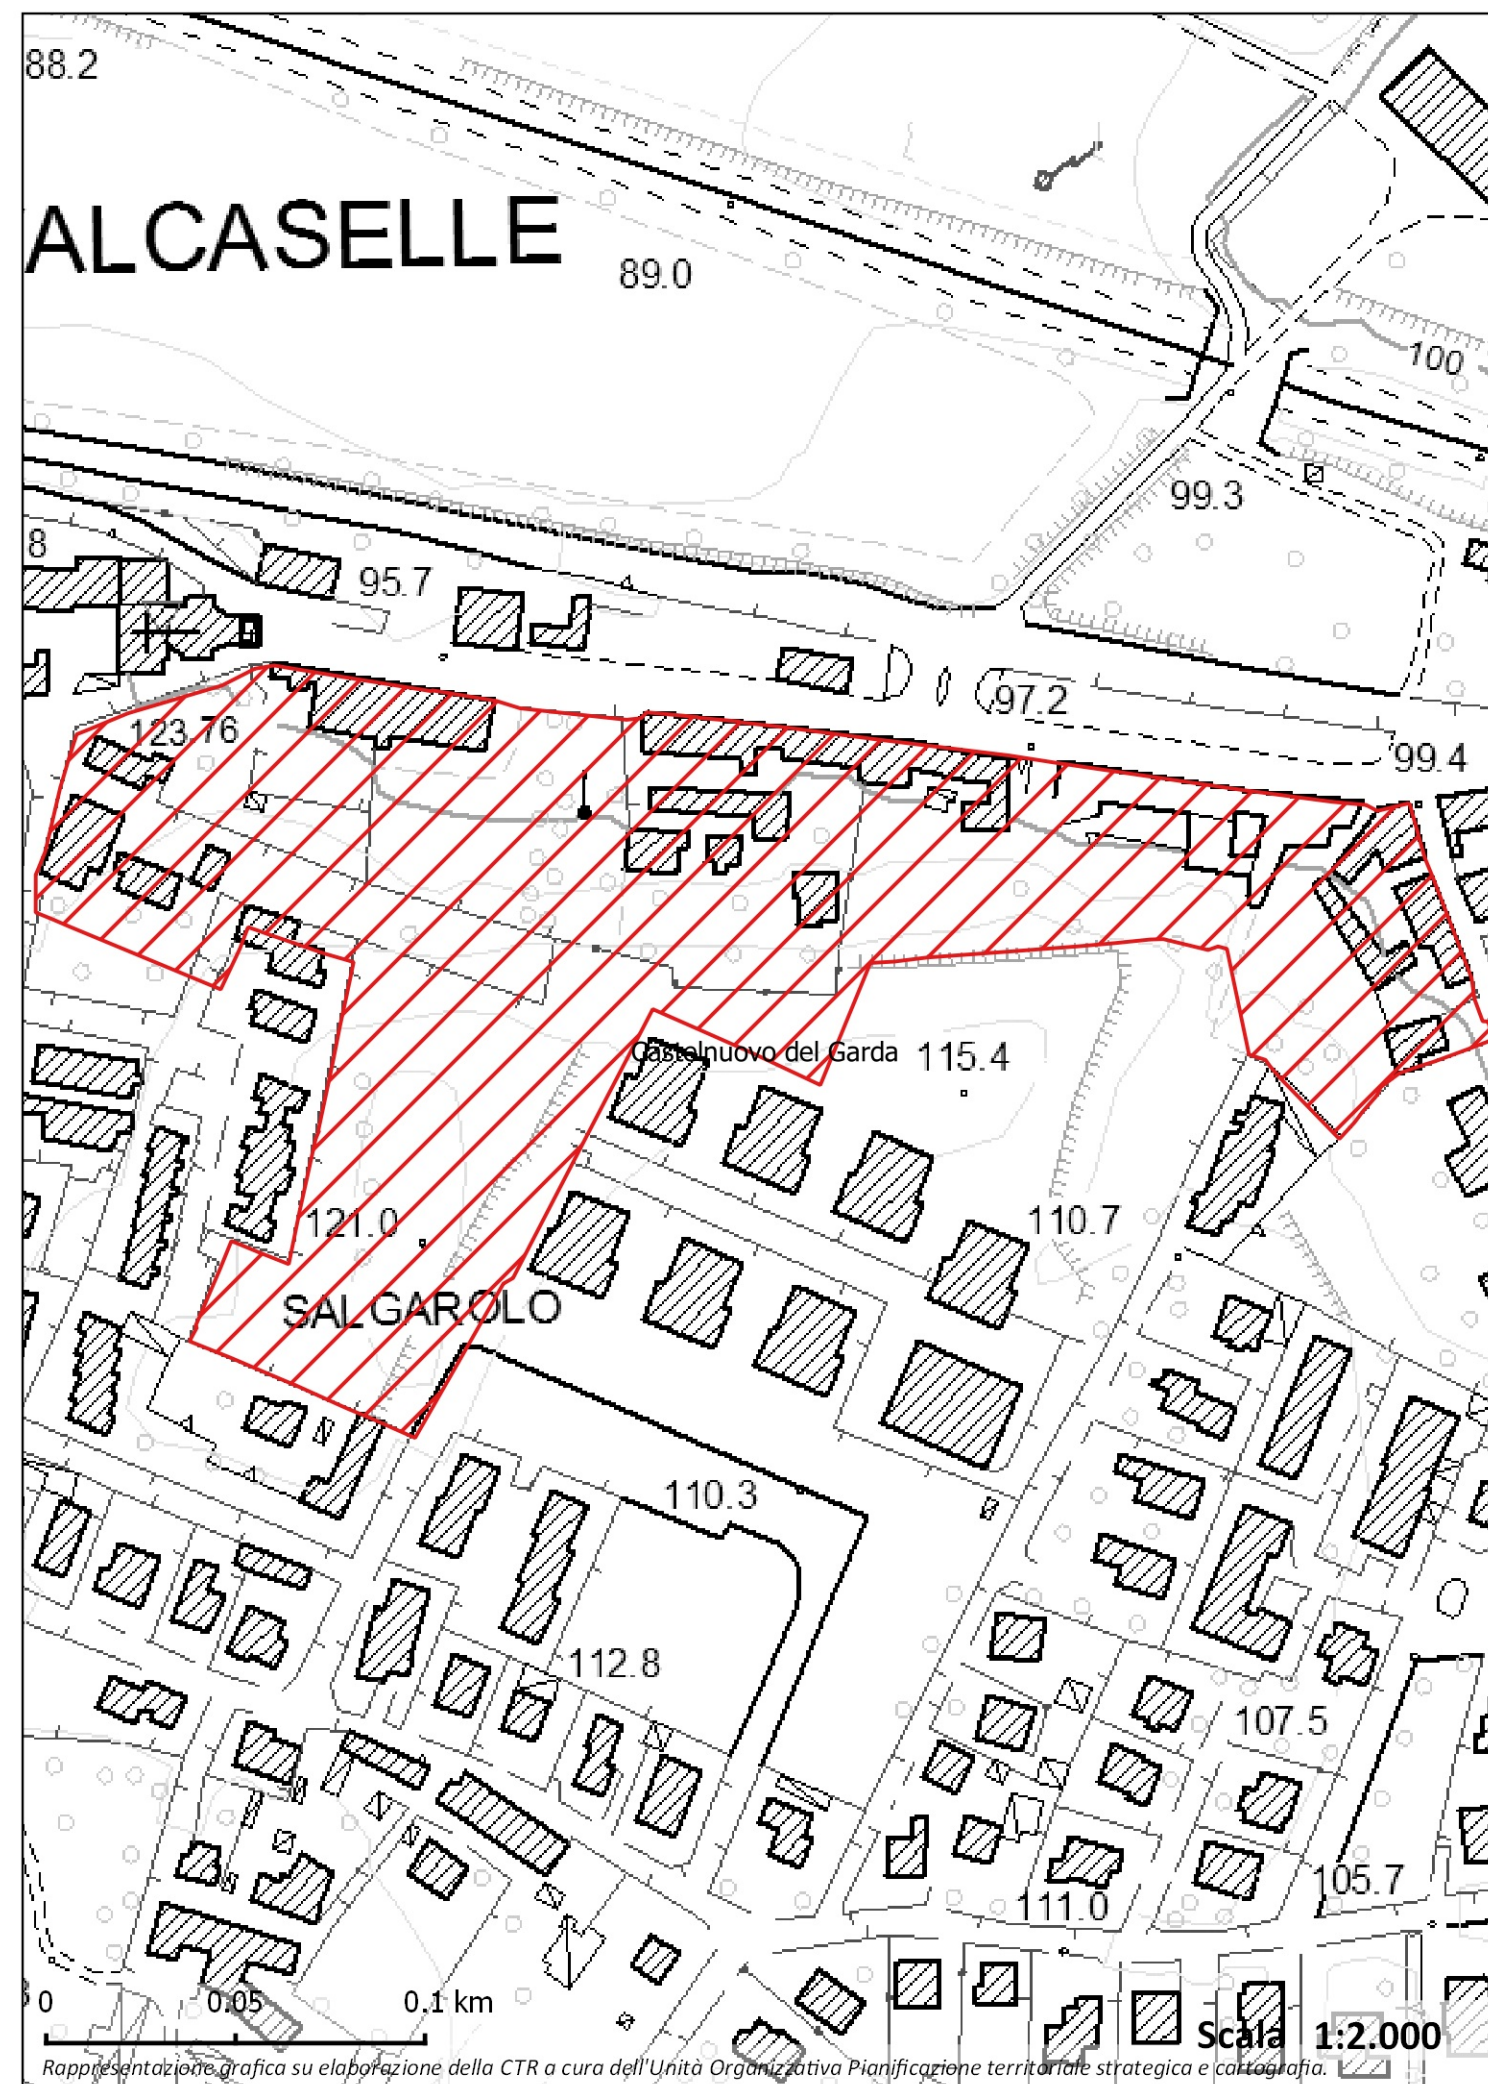 88.2
ALCASELLE
89.0
100
99.3
8
95.7
97.2
123.76
99.4
Castelnuovo del Garda
115.4
121.0
110.7
SALGAROLO
110.3
112.8
107.5
105.7
111.0
0 0.05 0.1 km
Scala 1:2.000
Rappresentazione grafica su elaborazione della CTR a cura dell'Unità Organizzativa Pianificazione territoriale strategica e cartografia.